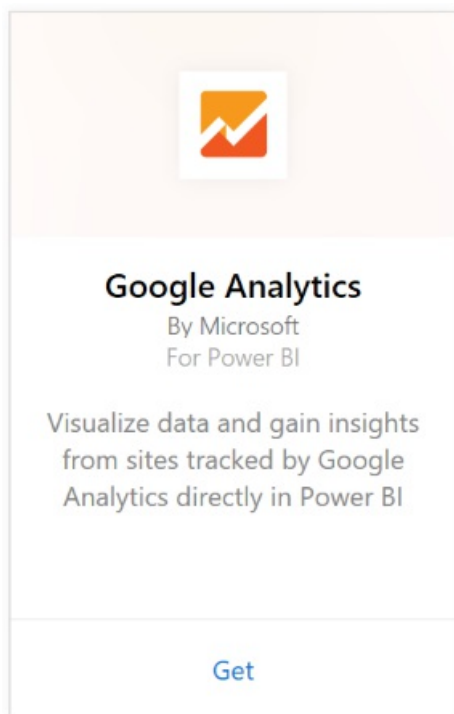 Google Analytics
By Microsoft
For Power BI
Visualize data and gain insights
from sites tracked by Google
Analytics directly in Power BI
Get